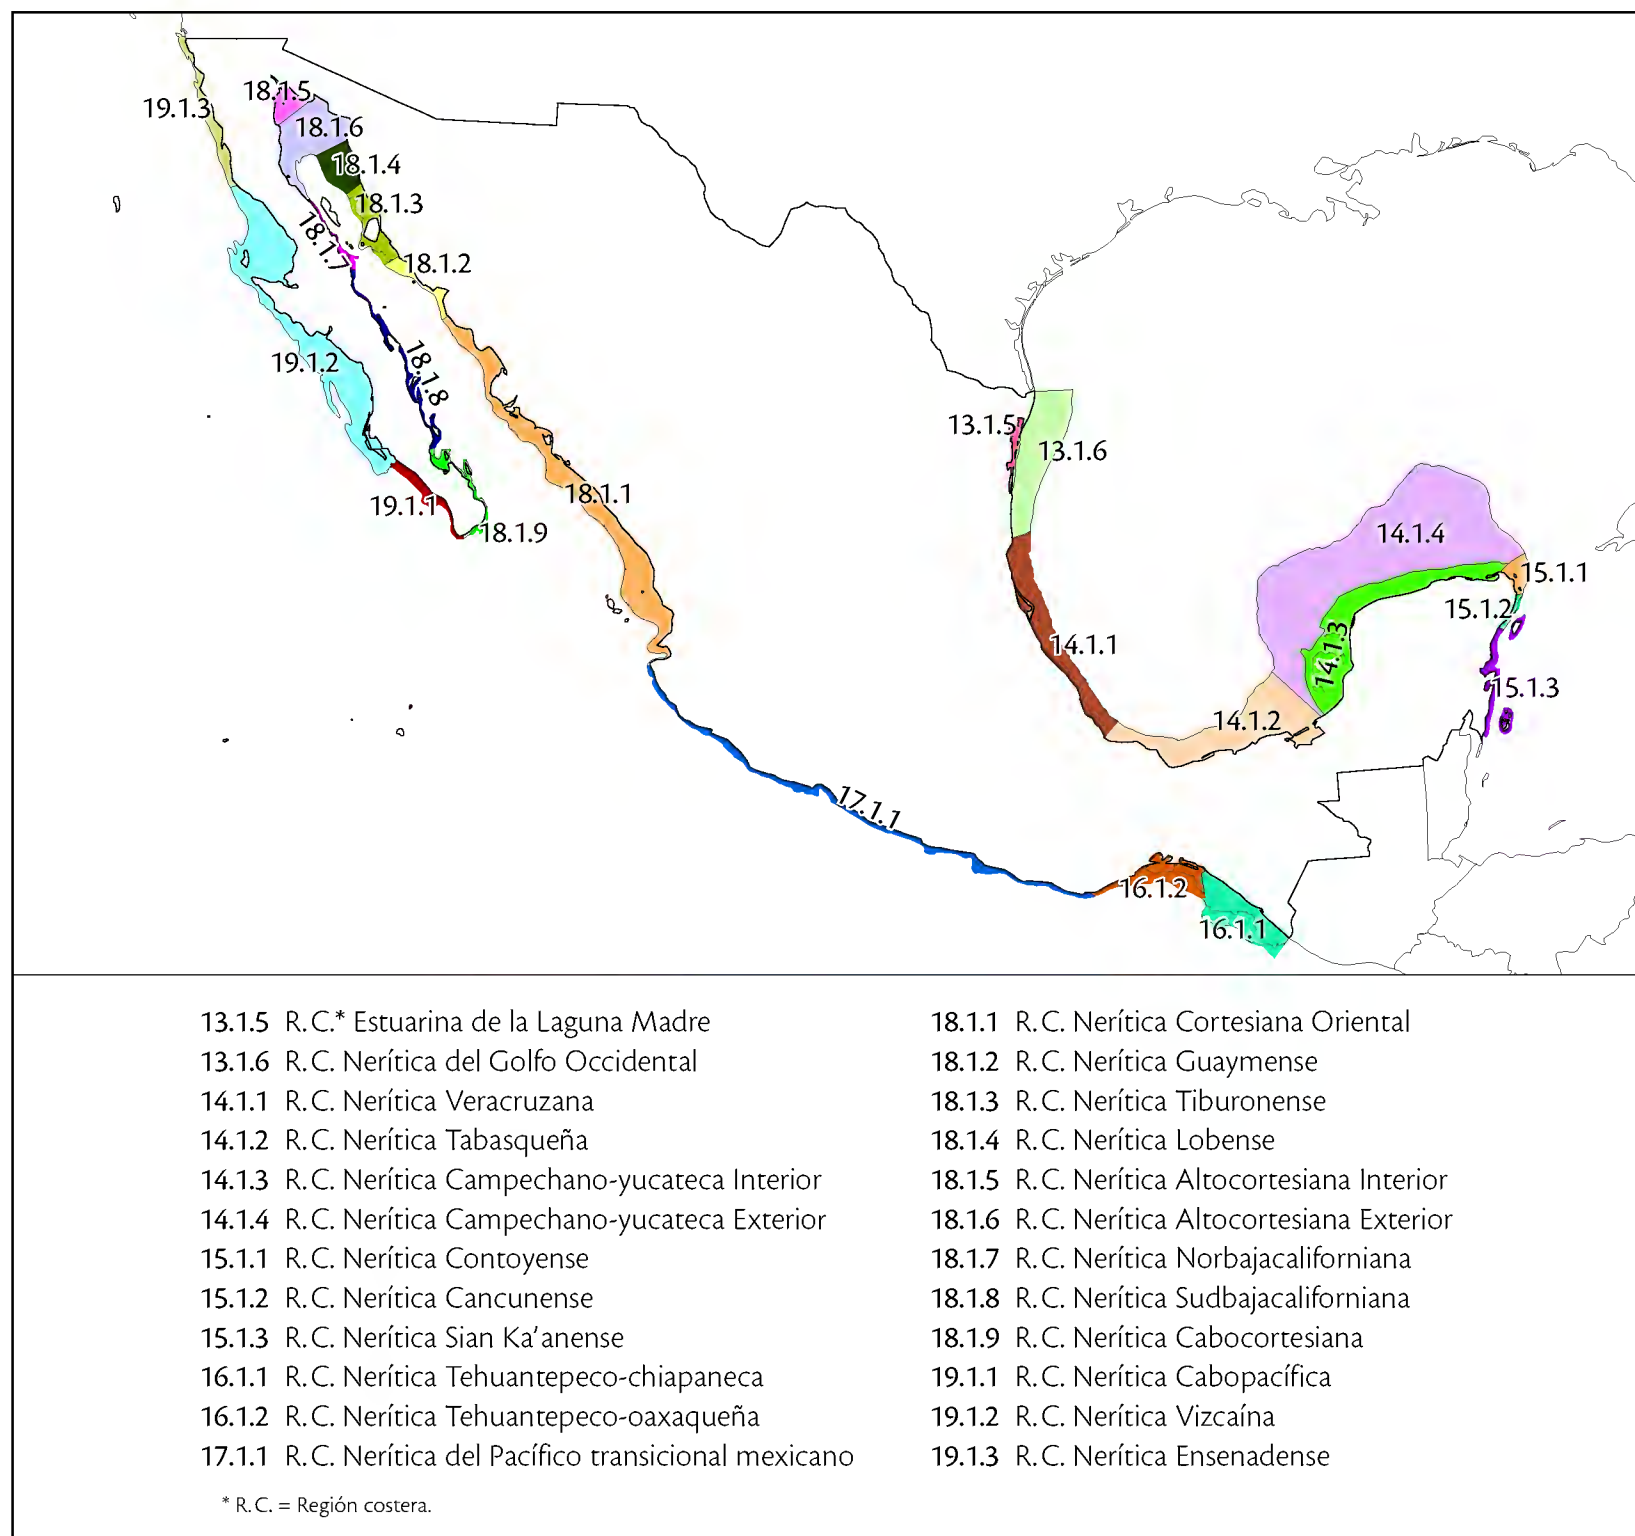 18.1.5
19.1.3
18.1.6
18.1.4
18.1.3
18.1.7
18.1.2
19.1.2
18.1.8
13.1.5
13.1.6
19.1.1
18.1.1
18.1.9
14.1.4
15.1.1
15.1.2
14.1.1
14.1.3
15.1.3
14.1.2
17.1.1
16.1.2
16.1.1
13.1.5 R.C.* Estuarina de la Laguna Madre
13.1.6 R.C. Nerítica del Golfo Occidental
14.1.1 R.C. Nerítica Veracruzana
14.1.2 R.C. Nerítica Tabasqueña
14.1.3 R.C. Nerítica Campechano-yucateca Interior
14.1.4 R.C. Nerítica Campechano-yucateca Exterior
15.1.1 R.C. Nerítica Contoyense
15.1.2 R.C. Nerítica Cancunense
15.1.3 R.C. Nerítica Sian Ka’anense
16.1.1 R.C. Nerítica Tehuantepeco-chiapaneca
16.1.2 R.C. Nerítica Tehuantepeco-oaxaqueña
17.1.1 R.C. Nerítica del Pacífico transicional mexicano
18.1.1 R.C. Nerítica Cortesiana Oriental
18.1.2 R.C. Nerítica Guaymense
18.1.3 R.C. Nerítica Tiburonense
18.1.4 R.C. Nerítica Lobense
18.1.5 R.C. Nerítica Altocortesiana Interior
18.1.6 R.C. Nerítica Altocortesiana Exterior
18.1.7 R.C. Nerítica Norbajacaliforniana
18.1.8 R.C. Nerítica Sudbajacaliforniana
18.1.9 R.C. Nerítica Cabocortesiana
19.1.1 R.C. Nerítica Cabopacífica
19.1.2 R.C. Nerítica Vizcaína
19.1.3 R.C. Nerítica Ensenadense
* R.C. = Región costera.